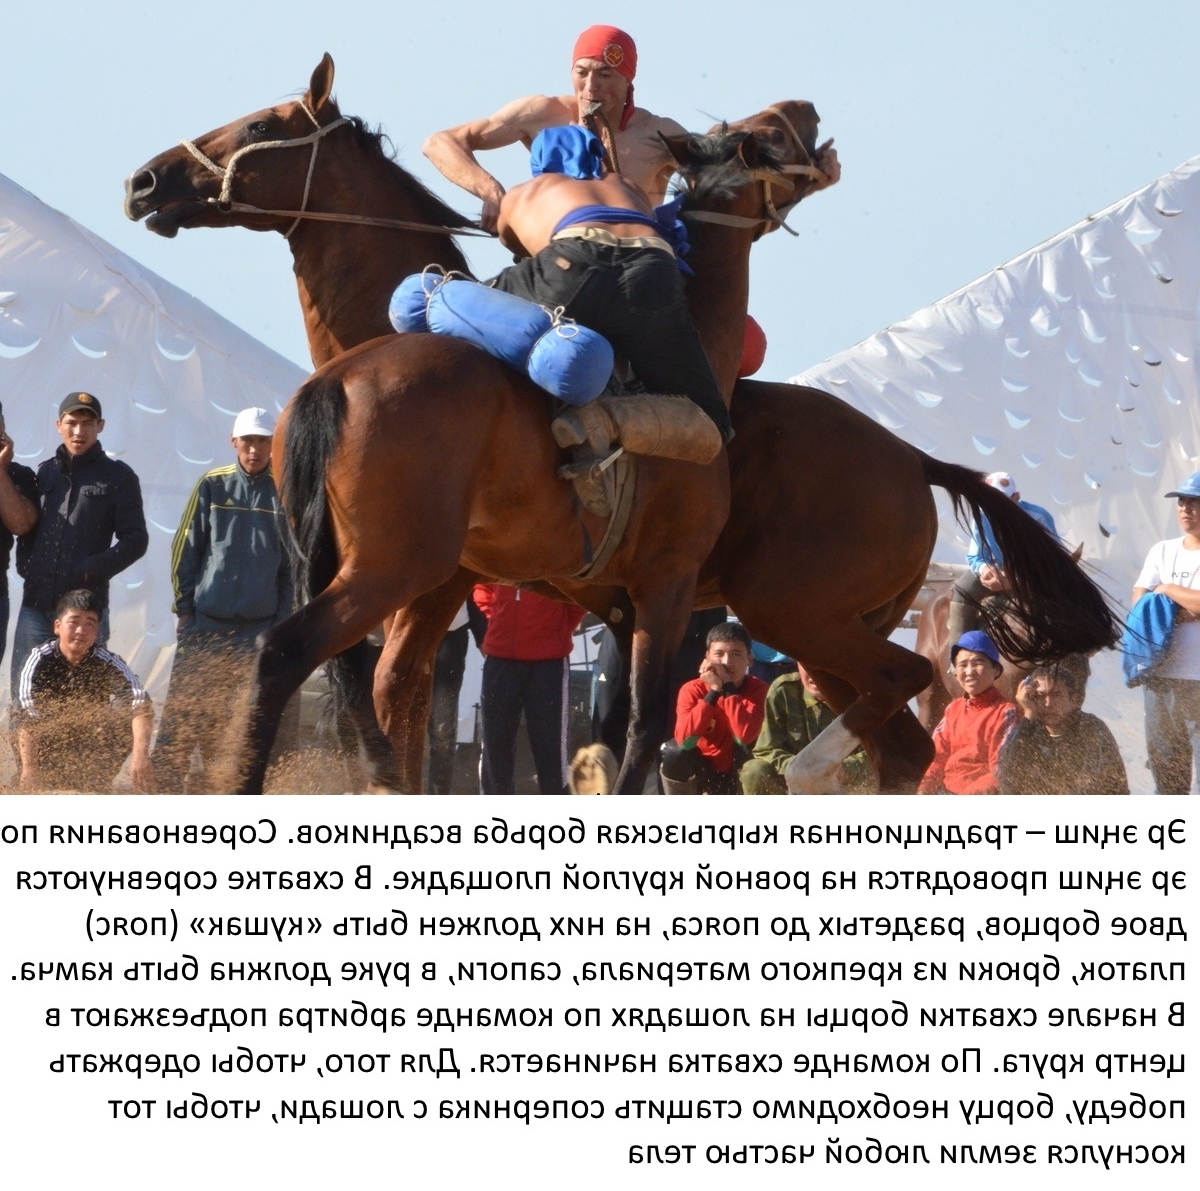 Эр эңиш – традиционная кыргызская борьба всадников. Соревнования по
эр эңиш проводятся на ровной круглой площадке. В схватке соревнуются
двое борцов, раздетых до пояса, на них должен быть «кушак» (пояс)
платок, брюки из крепкого материала, сапоги, в руке должна быть камча.
В начале схватки борцы на лошадях по команде арбитра подъезжают в
центр круга. По команде схватка начинается. Для того, чтобы одержать
победу, борцу необходимо стащить соперника с лошади, чтобы тот
коснулся земли любой частью тела